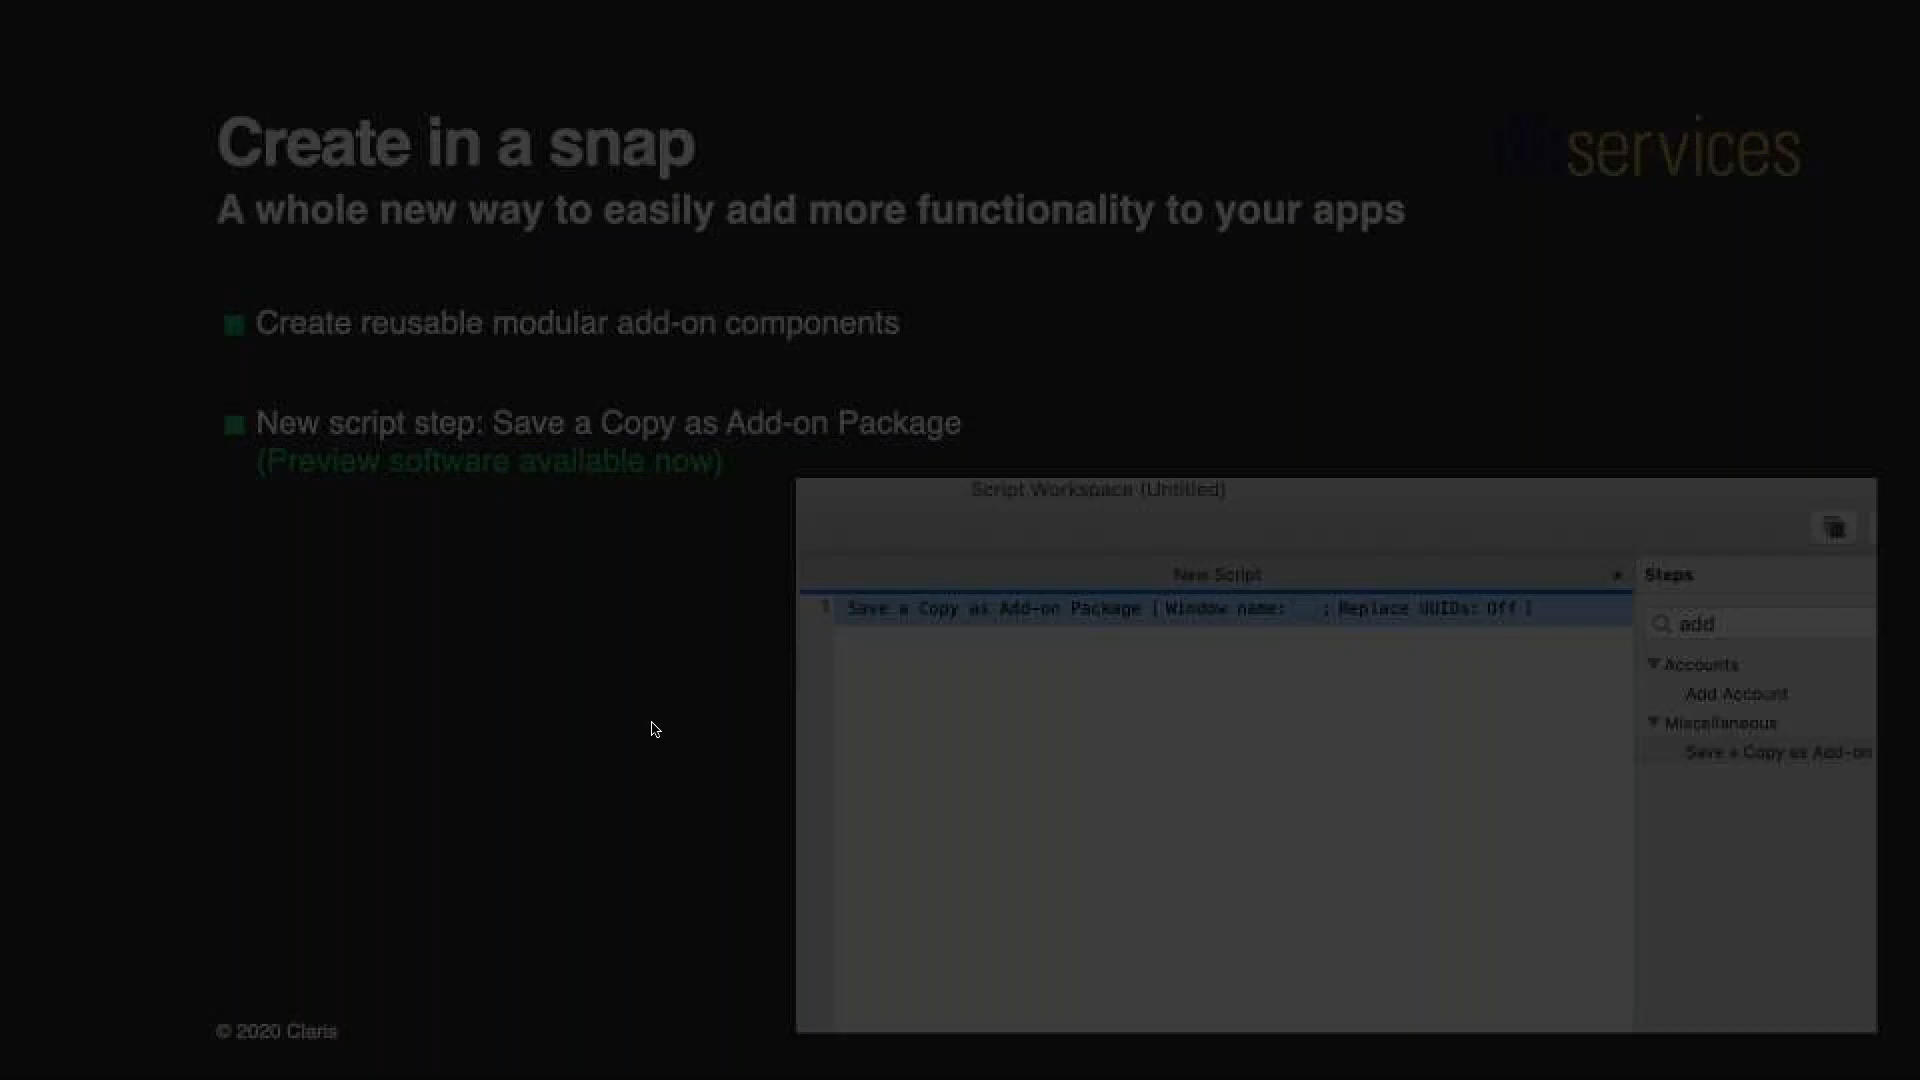 Create in a snap
services
A whole new way to easily add more functionality to your apps
Create reusable modular add-on components
New script step: Save a Copy as Add-on Package
(Preview software available now)
Script Workspace (Untitled)
New Script
Steps
1 Save a Copy as Add-on Package [ Window name: ; Replace UUIDs: Off ]
add
Accounts
Add Account
Miscellaneous
Save a Copy as Add-on
© 2020 Claris